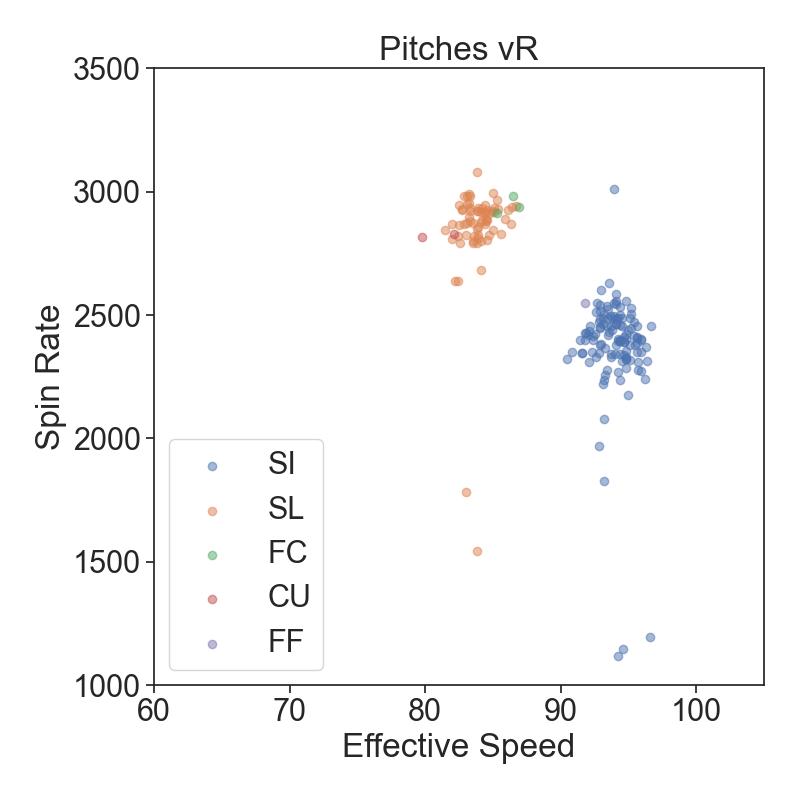 Pitches vR
3500
3000
2500
2000
1500
1000
Spin Rate
SI
SL
FC
CU
FF
60 70 80 90 100
Effective Speed